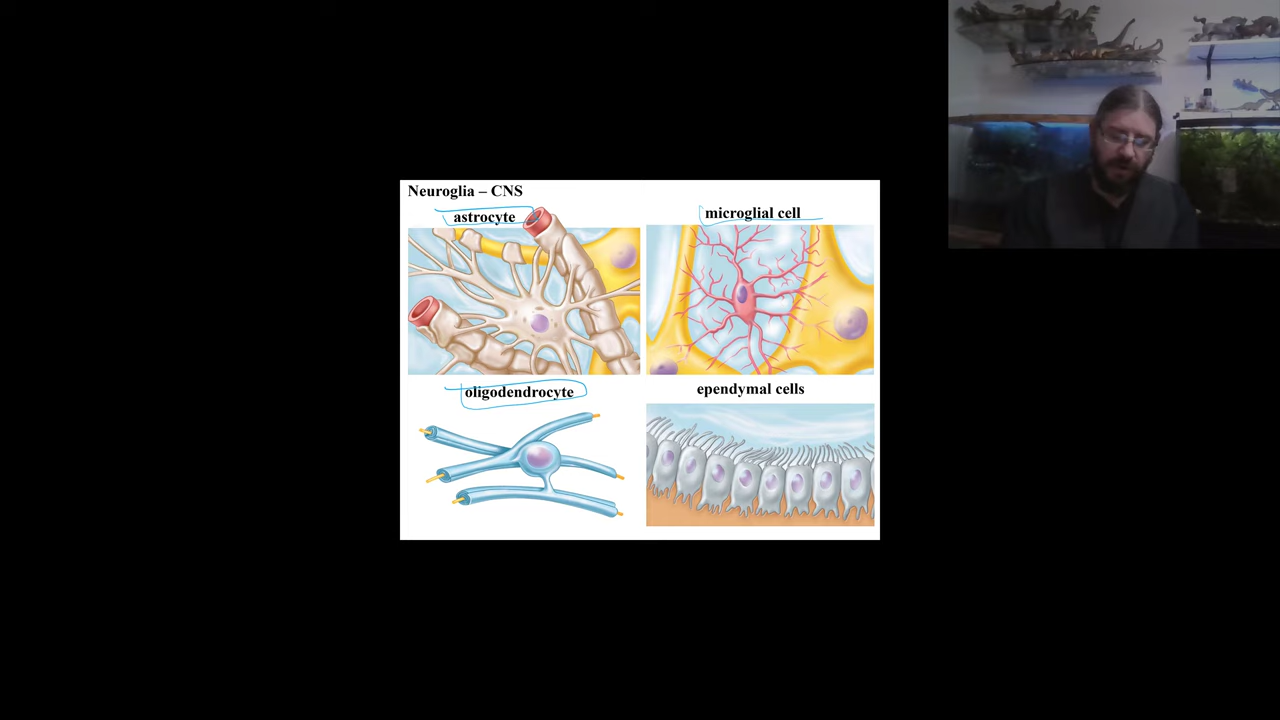 Neuroglia – CNS
astrocyte
microglial cell
oligodendrocyte
ependymal cells